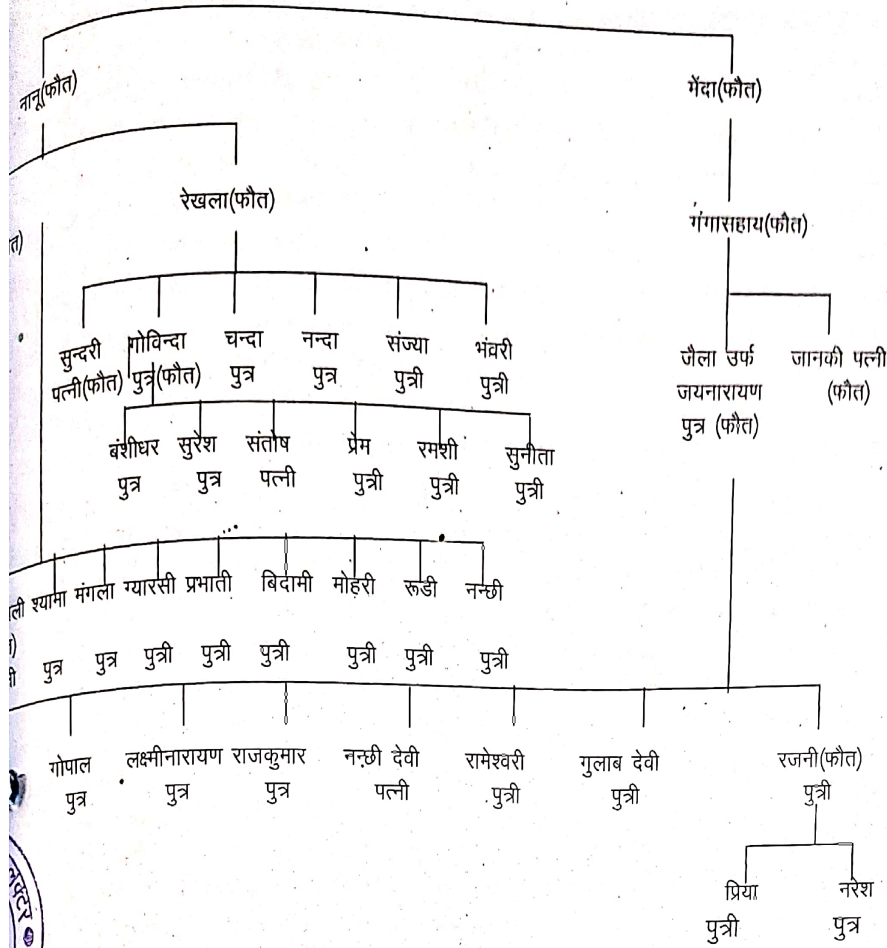 नानू(फौत)
मेंदा(फौत)
रेखला(फौत)
गंगासहाय(फौत)
त)
सुन्दरी गोविन्दा चन्दा नन्दा संज्या भंवरी
पत्नी(फौत) पुत्र(फौत) पुत्र पुत्र पुत्री पुत्री
जैला उर्फ जानकी पत्नी
जयनारायण (फौत)
पुत्र (फौत)
बंशीधर सुरेश संतोष प्रेम रमशी सुनीता
पुत्र पुत्र पत्नी पुत्री पुत्री पुत्री
ली श्यामा मंगला ग्यारसी प्रभाती बिदामी मोहरी रूडी नन्छी
पुत्र पुत्र पुत्री पुत्री पुत्री पुत्री पुत्री पुत्री
गोपाल लक्ष्मीनारायण राजकुमार नन्छी देवी रामेश्वरी गुलाब देवी रजनी(फौत)
पुत्र पुत्र पुत्र पत्नी पुत्री पुत्री पुत्री
प्रिया नरेश
पुत्री पुत्र